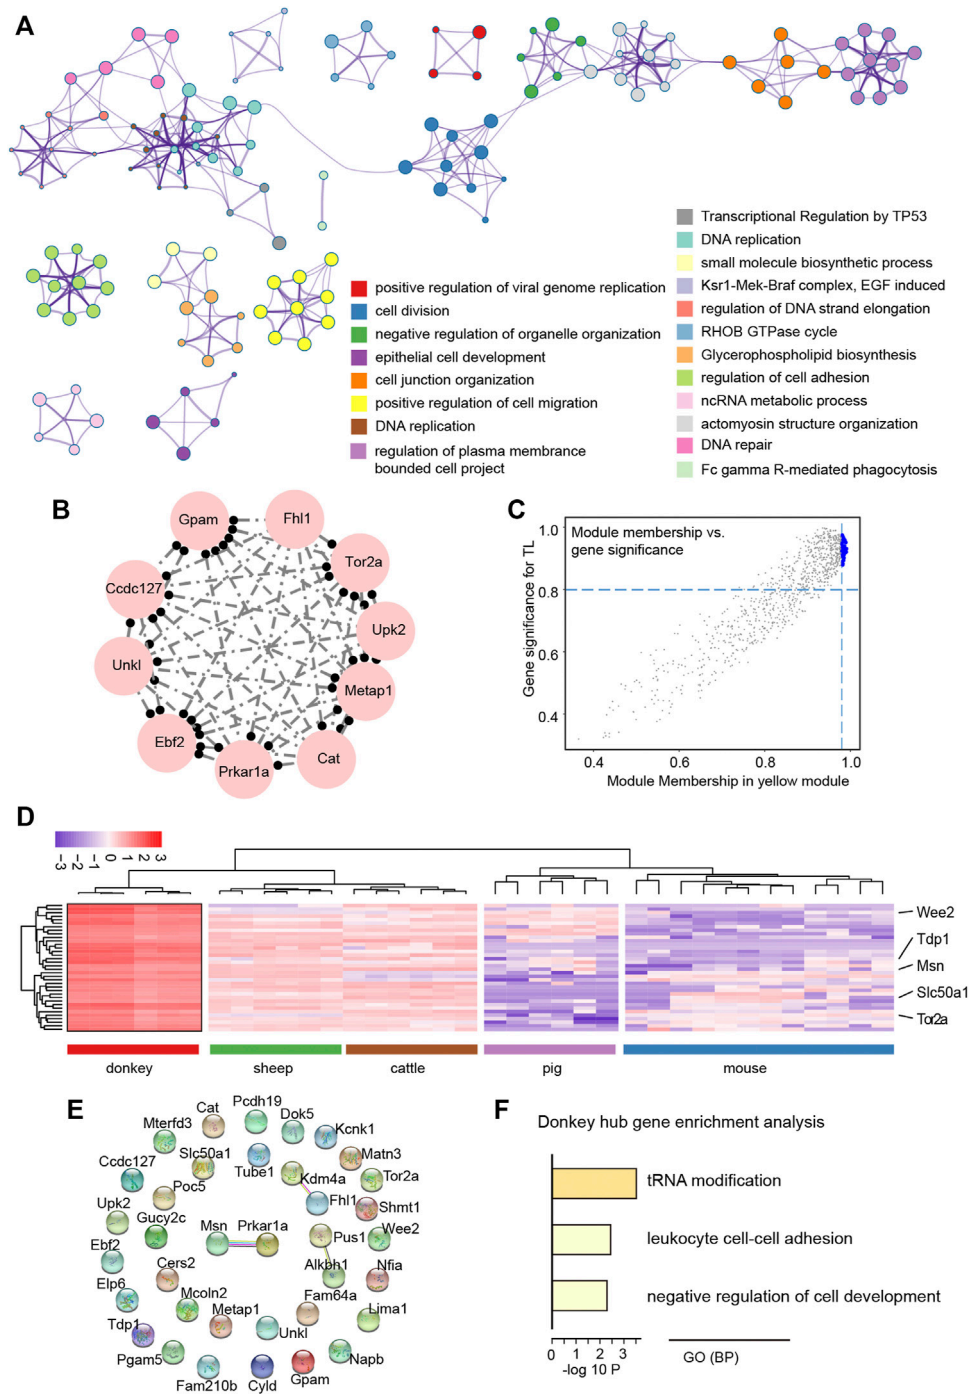 A
Transcriptional Regulation by TP53
DNA replication
small molecule biosynthetic process
Ksr1-Mek-Braf complex, EGF induced
regulation of DNA strand elongation
RHOB GTPase cycle
Glycerophospholipid biosynthesis
regulation of cell adhesion
ncRNA metabolic process
actomyosin structure organization
DNA repair
Fc gamma R-mediated phagocytosis
positive regulation of viral genome replication
cell division
negative regulation of organelle organization
epithelial cell development
cell junction organization
positive regulation of cell migration
DNA replication
regulation of plasma membrance
bounded cell project
B
Gpam
Fhl1
Tor2a
Ccdc127
Upk2
Unkl
Metap1
Ebf2
Cat
Prkar1a
C
Module membership vs.
gene significance
Gene significance for TL
1.0
0.8
0.6
0.4
0.4
0.6
0.8
1.0
Module Membership in yellow module
D
-3 -2 -1 0 1 2 3
Wee2
Tdp1
Msn
Slc50a1
Tor2a
donkey
sheep
cattle
pig
mouse
E
Pcdh19
Cat
Dok5
Mterfd3
Kcnk1
Slc50a1
Tube1
Matn3
Ccdc127
Kdm4a
Tor2a
Poc5
Upk2
Fhl1
Shmt1
Gucy2c
Msn
Prkar1a
Pus1
Wee2
Ebf2
Cers2
Alkbh1
Nfia
Elp6
Mcoln2
Metap1
Fam64a
Lima1
Tdp1
Unkl
Pgam5
Napb
Fam210b
Cyld
Gpam
F
Donkey hub gene enrichment analysis
tRNA modification
leukocyte cell-cell adhesion
negative regulation of cell development
0 1 2 3
-log 10 P
GO (BP)